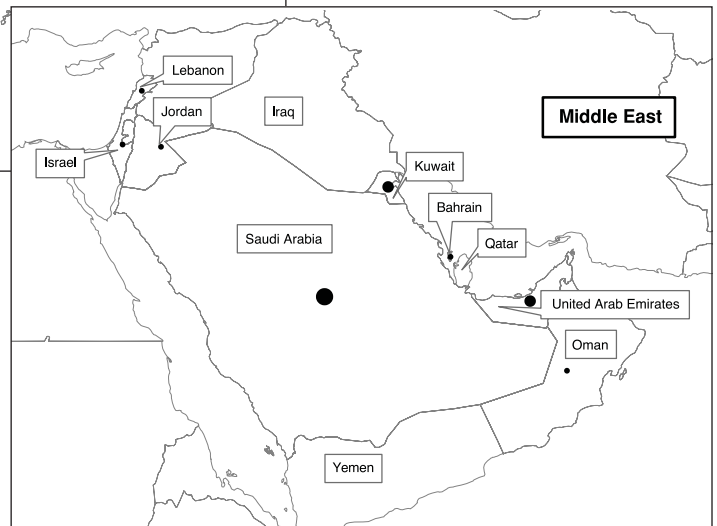 Lebanon
Jordan
Iraq
Middle East
Israel
Kuwait
Bahrain
Saudi Arabia
Qatar
United Arab Emirates
Oman
Yemen